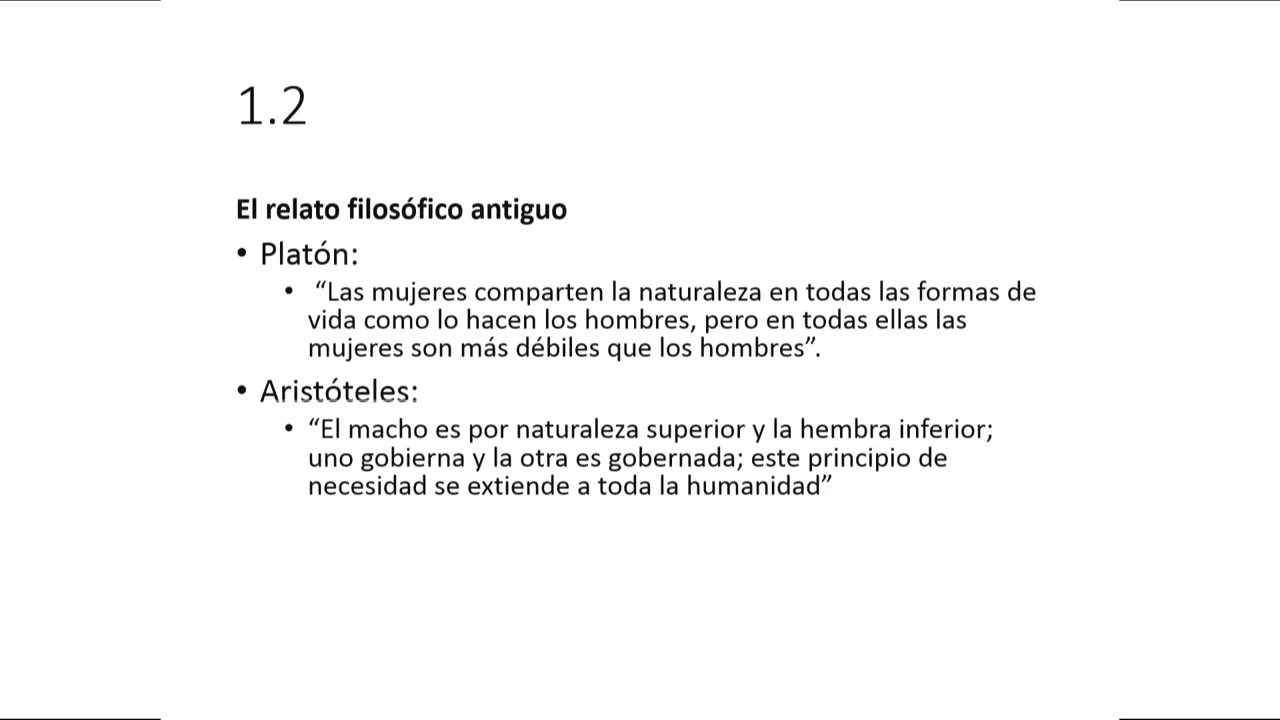 1.2
El relato filosófico antiguo
• Platón:
• “Las mujeres comparten la naturaleza en todas las formas de
vida como lo hacen los hombres, pero en todas ellas las
mujeres son más débiles que los hombres”.
• Aristóteles:
• “El macho es por naturaleza superior y la hembra inferior;
uno gobierna y la otra es gobernada; este principio de
necesidad se extiende a toda la humanidad”